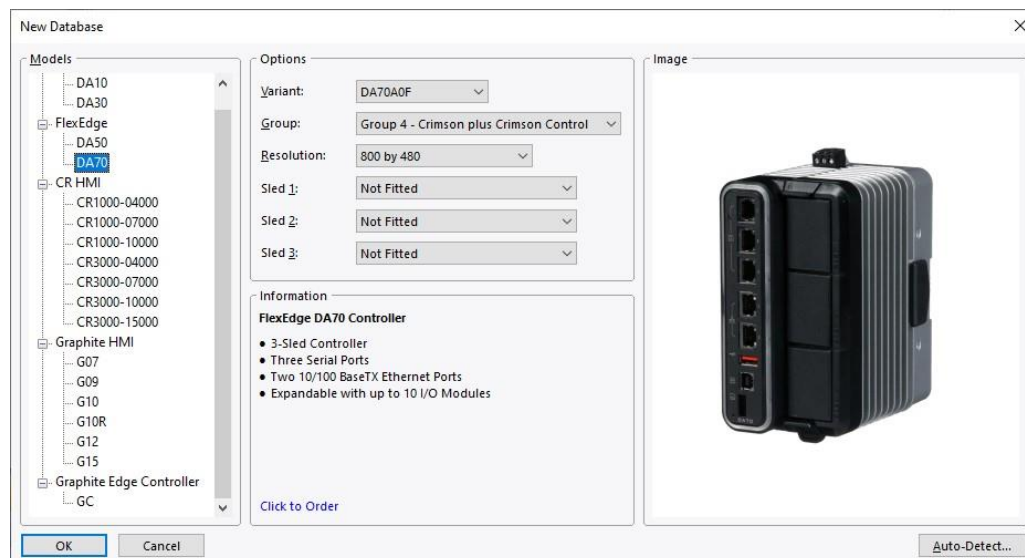 New Database
Models
DA10
DA30
FlexEdge
DA50
DA70
CR HMI
CR1000-04000
CR1000-07000
CR1000-10000
CR3000-04000
CR3000-07000
CR3000-10000
CR3000-15000
Graphite HMI
G07
G09
G10
G10R
G12
G15
Graphite Edge Controller
GC
Options
Variant: DA70A0F
Group: Group 4 - Crimson plus Crimson Control
Resolution: 800 by 480
Sled 1: Not Fitted
Sled 2: Not Fitted
Sled 3: Not Fitted
Information
FlexEdge DA70 Controller
• 3-Sled Controller
• Three Serial Ports
• Two 10/100 BaseTX Ethernet Ports
• Expandable with up to 10 I/O Modules
Click to Order
Image
DA70
OK
Cancel
Auto-Detect...